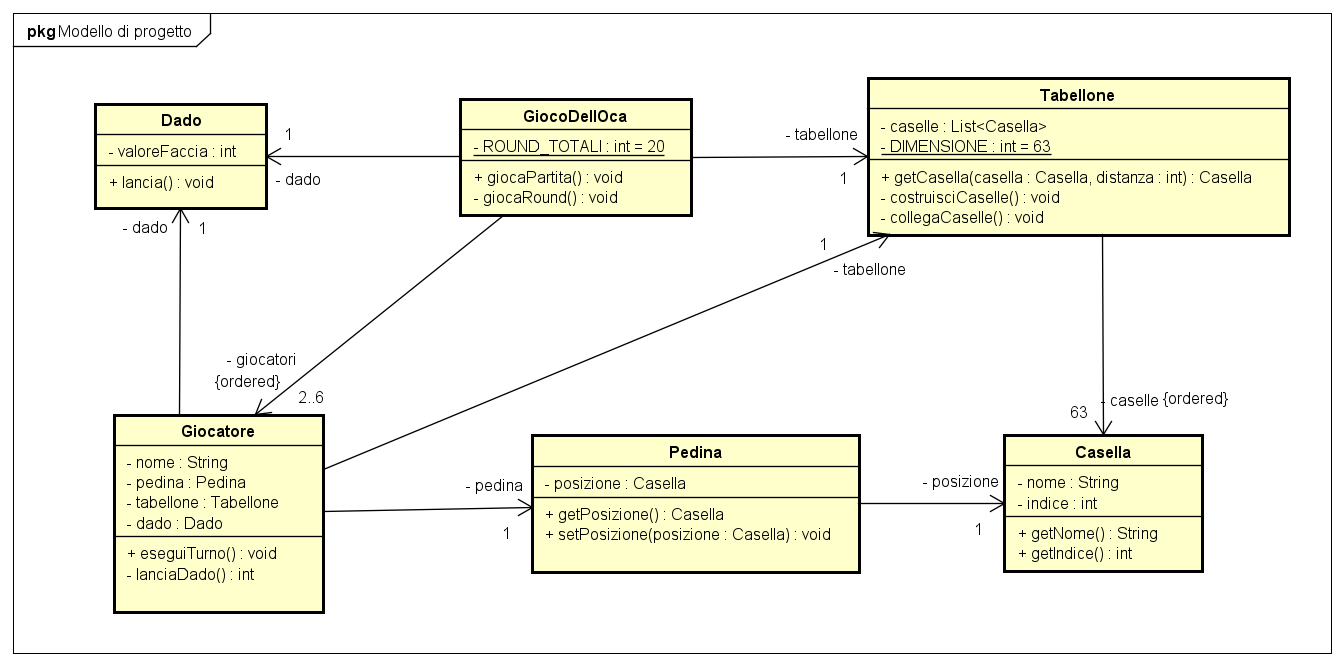 pkg Modello di progetto
Dado
- valoreFaccia : int
+ lancia() : void
1
- dado
GiocoDellOca
- ROUND_TOTALI : int = 20
+ giocaPartita() : void
- giocaRound() : void
- tabellone
1
Tabellone
- caselle : List<Casella>
- DIMENSIONE : int = 63
+ getCasella(casella : Casella, distanza : int) : Casella
- costruisciCaselle() : void
- collegaCaselle() : void
- dado
1
1
- tabellone
- giocatori
{ordered}
2..6
- caselle {ordered}
63
Giocatore
- nome : String
- pedina : Pedina
- tabellone : Tabellone
- dado : Dado
+ eseguiTurno() : void
- lanciaDado() : int
- pedina
1
Pedina
- posizione : Casella
+ getPosizione() : Casella
+ setPosizione(posizione : Casella) : void
- posizione
1
Casella
- nome : String
- indice : int
+ getNome() : String
+ getIndice() : int